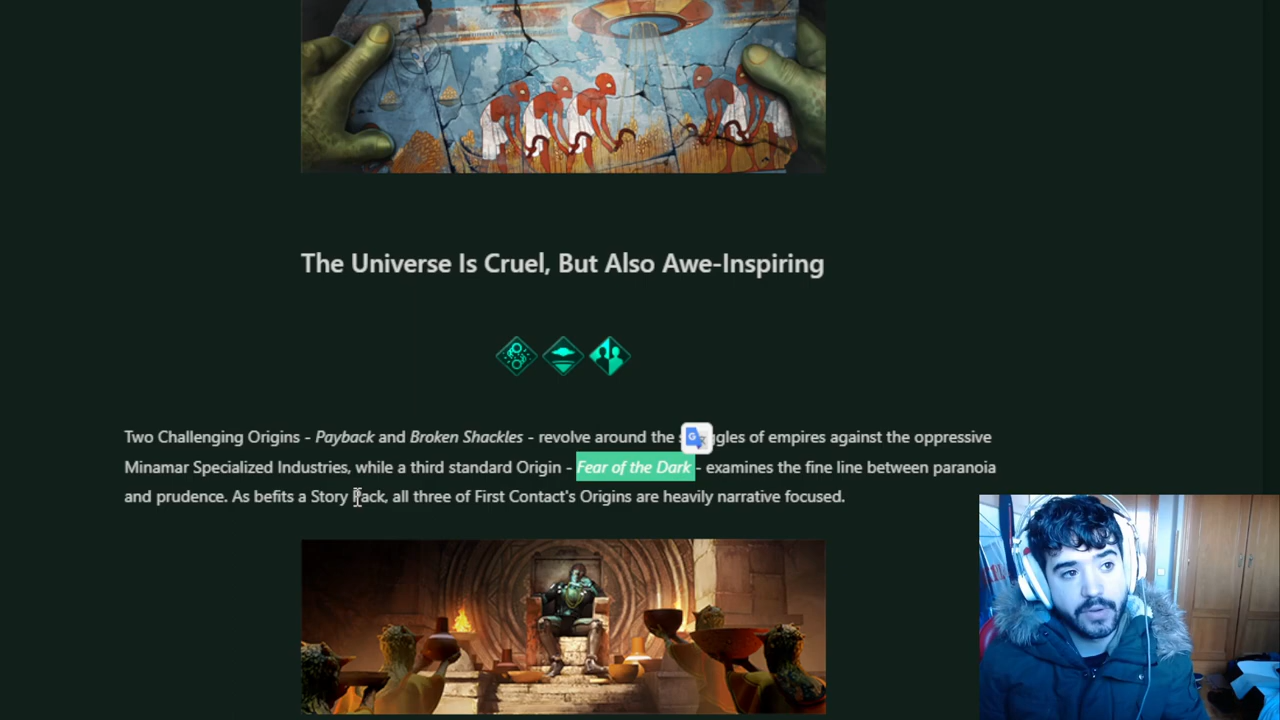 The Universe Is Cruel, But Also Awe-Inspiring
Two Challenging Origins - Payback and Broken Shackles - revolve around the struggles of empires against the oppressive
Minamar Specialized Industries, while a third standard Origin - Fear of the Dark - examines the fine line between paranoia
and prudence. As befits a Story Pack, all three of First Contact's Origins are heavily narrative focused.